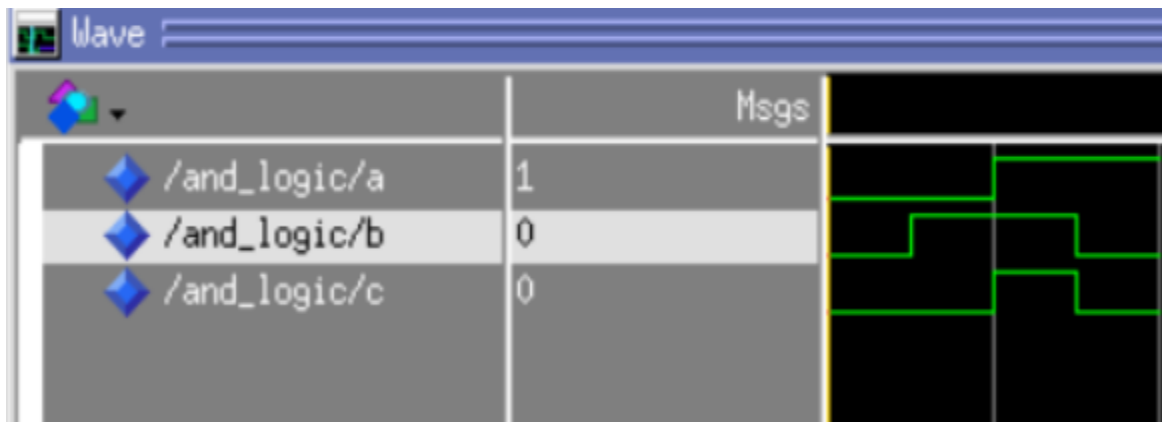 Wave
Msgs
/and_logic/a 1
/and_logic/b 0
/and_logic/c 0